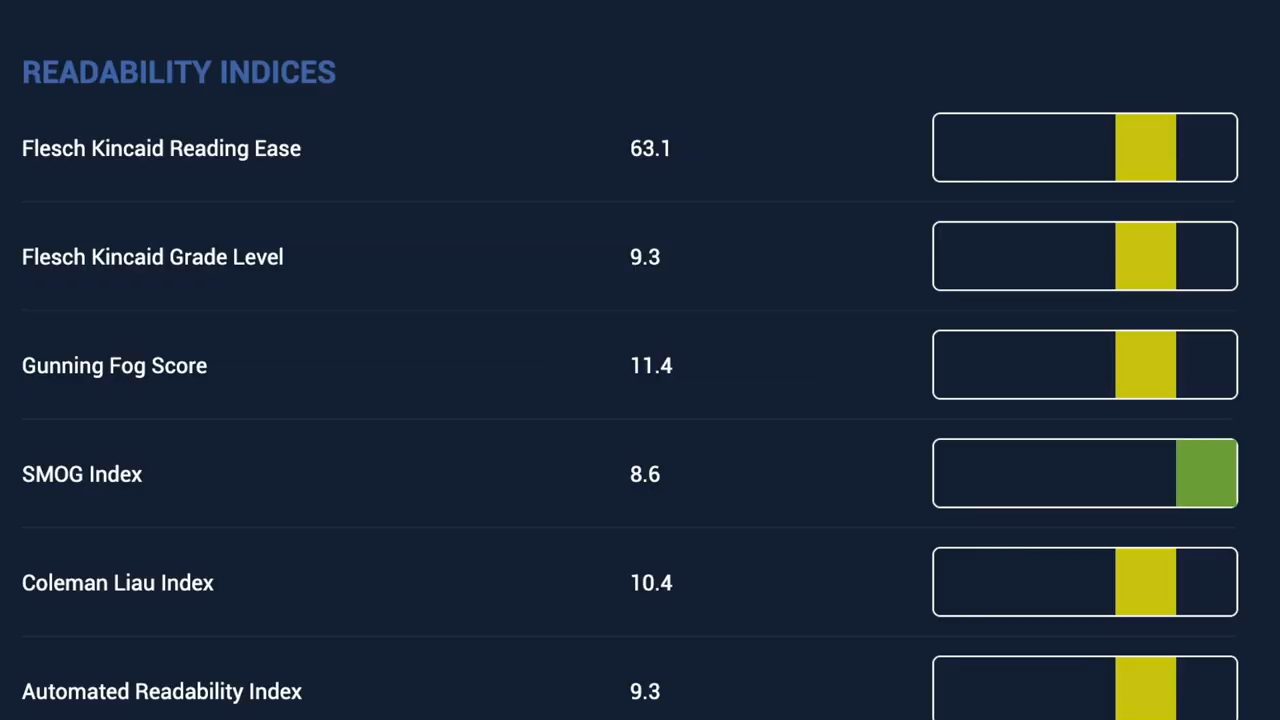 READABILITY INDICES
Flesch Kincaid Reading Ease 63.1
Flesch Kincaid Grade Level 9.3
Gunning Fog Score 11.4
SMOG Index 8.6
Coleman Liau Index 10.4
Automated Readability Index 9.3